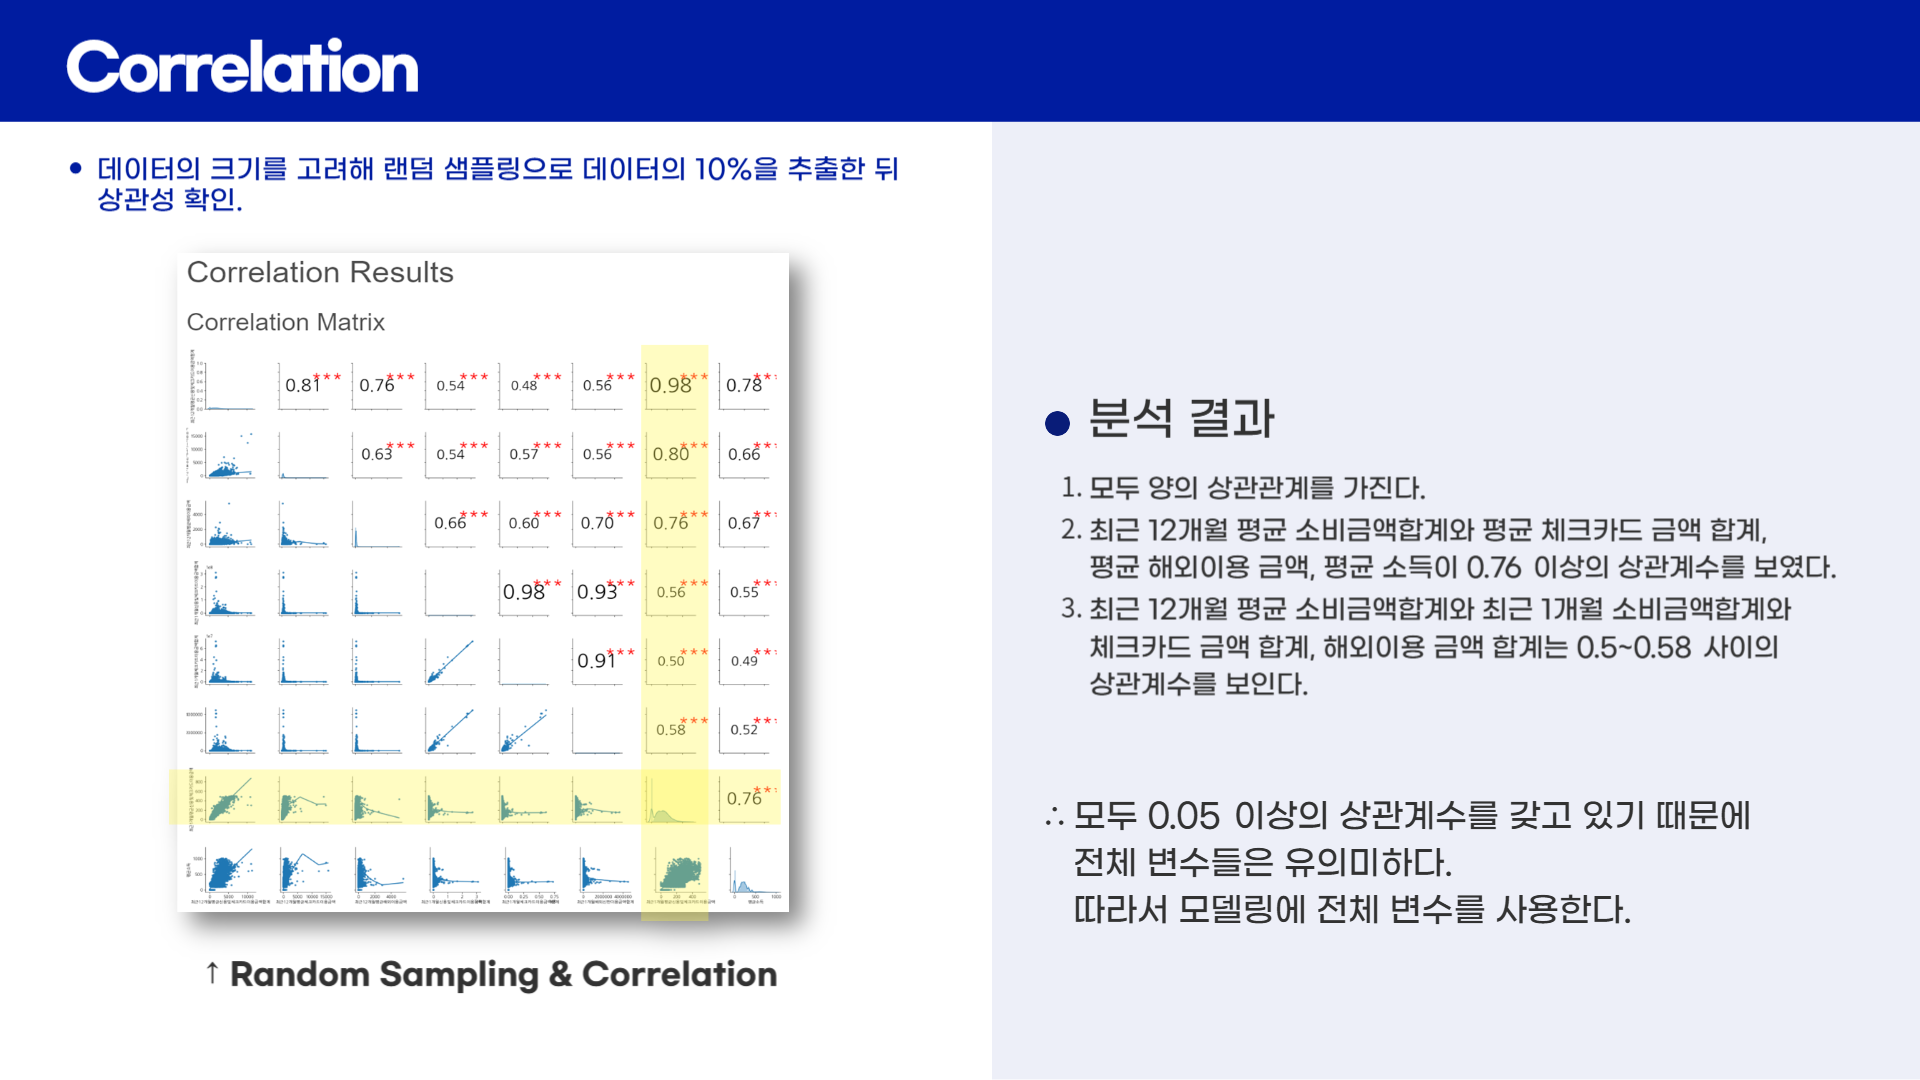 Correlation
• 데이터의 크기를 고려해 랜덤 샘플링으로 데이터의 10%을 추출한 뒤
상관성 확인.
Correlation Results
Correlation Matrix
0.81*** 0.76*** 0.54*** 0.48*** 0.56*** 0.98*** 0.78***
0.63*** 0.54*** 0.57*** 0.56*** 0.80*** 0.66***
0.66*** 0.60*** 0.70*** 0.76*** 0.67***
0.98*** 0.93*** 0.56*** 0.55***
0.91*** 0.50*** 0.49***
0.58*** 0.52***
0.76***
↑ Random Sampling & Correlation
• 분석 결과
1. 모두 양의 상관관계를 가진다.
2. 최근 12개월 평균 소비금액합계와 평균 체크카드 금액 합계,
평균 해외이용 금액, 평균 소득이 0.76 이상의 상관계수를 보였다.
3. 최근 12개월 평균 소비금액합계와 최근 1개월 소비금액합계와
체크카드 금액 합계, 해외이용 금액 합계는 0.5~0.58 사이의
상관계수를 보인다.
∴ 모두 0.05 이상의 상관계수를 갖고 있기 때문에
전체 변수들은 유의미하다.
따라서 모델링에 전체 변수를 사용한다.